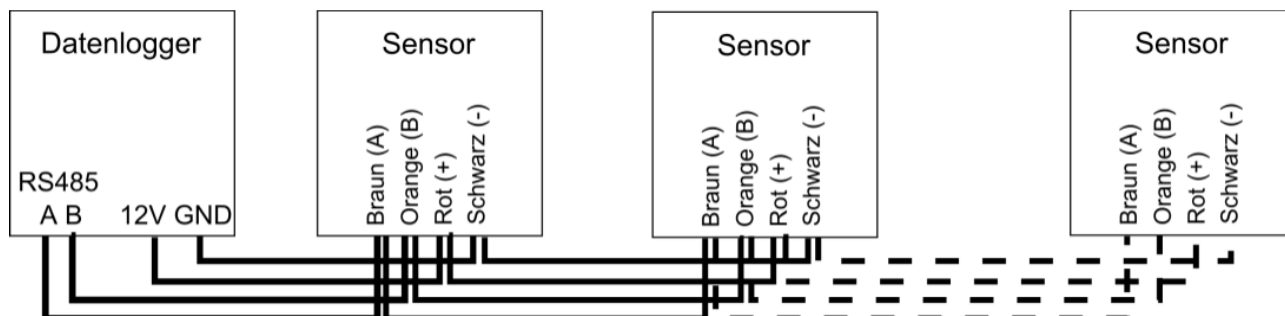 Datenlogger
RS485
A B 12V GND
Sensor
Braun (A)
Orange (B)
Rot (+)
Schwarz (-)
Sensor
Braun (A)
Orange (B)
Rot (+)
Schwarz (-)
Sensor
Braun (A)
Orange (B)
Rot (+)
Schwarz (-)